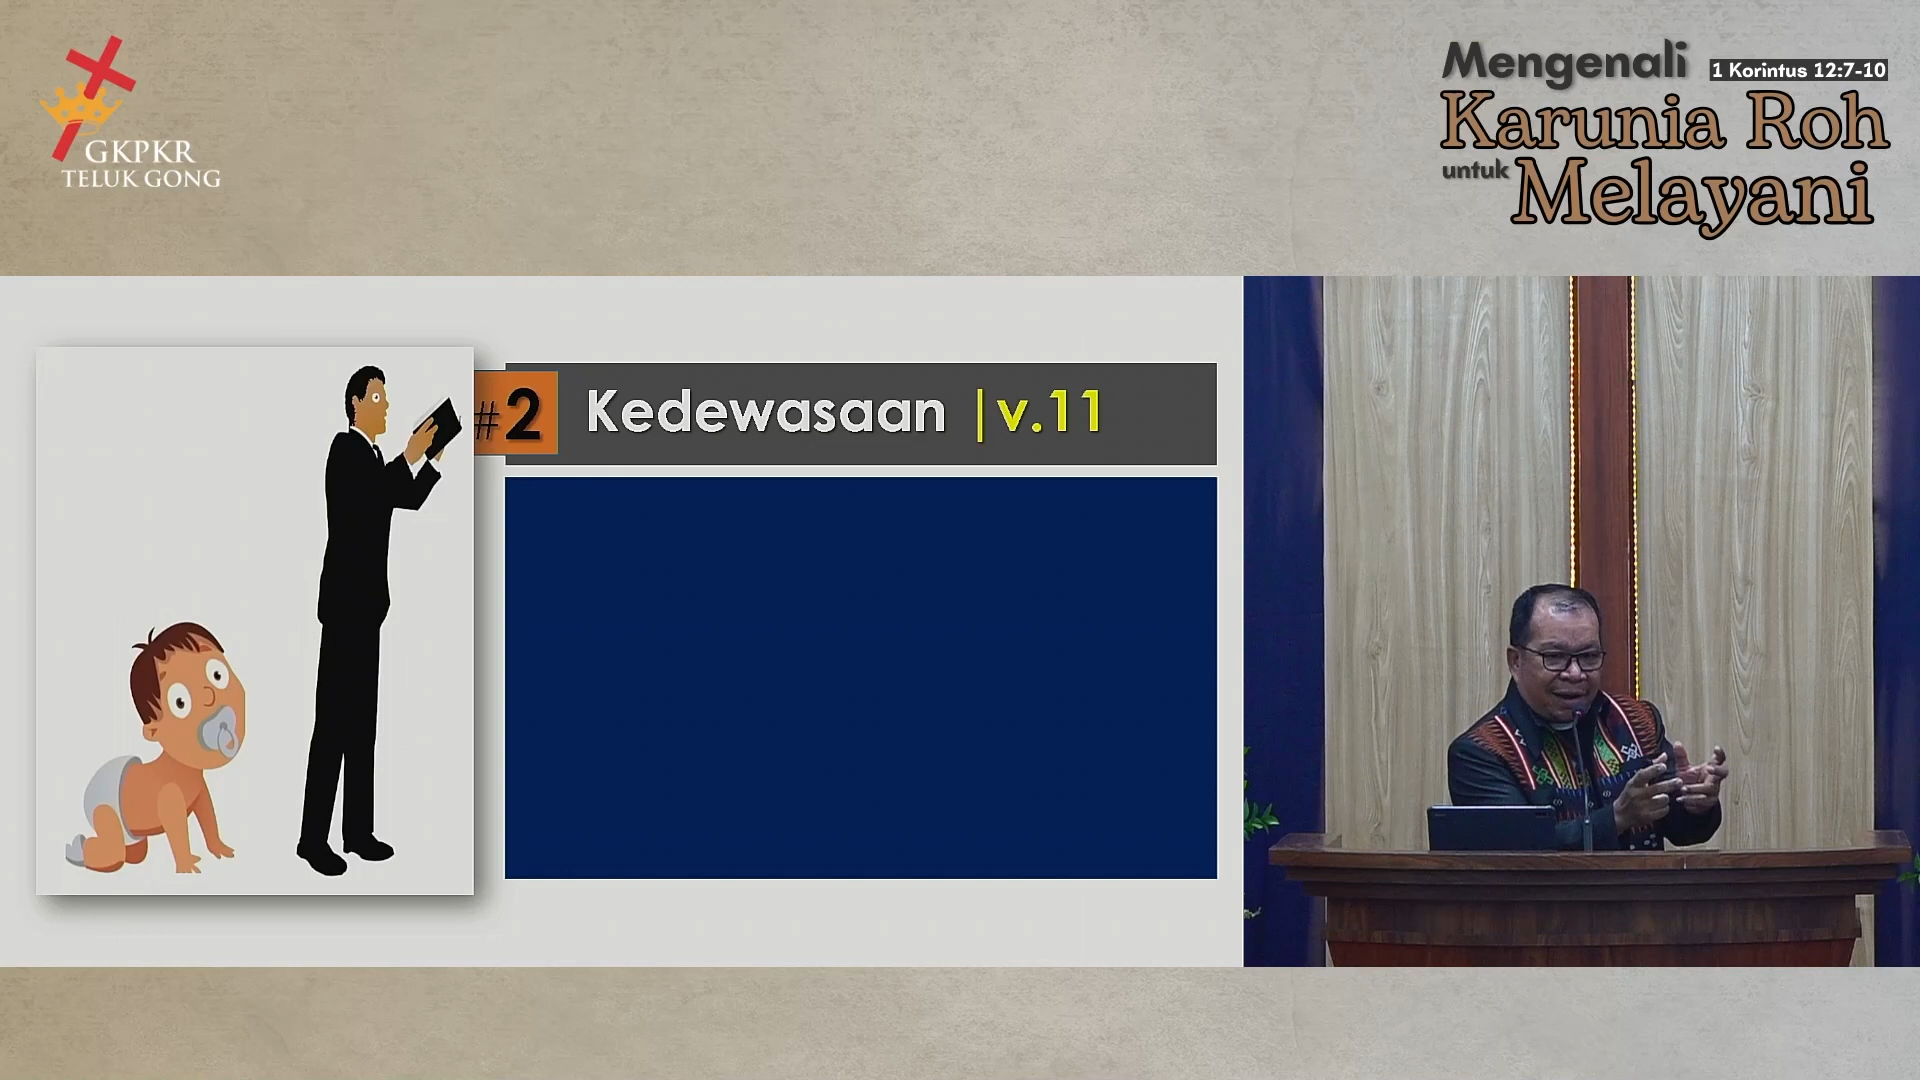 GKPKR
TELUK GONG
Mengenali 1 Korintus 12:7-10
Karunia Roh
untuk Melayani
#2 Kedewasaan |v.11